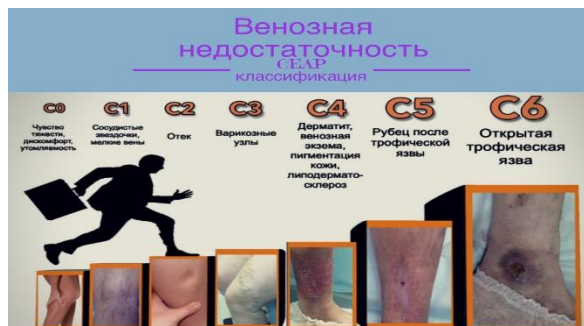 Венозная
недостаточность
CEAP
классификация
C0
Чувство
тяжести,
дискомфорт,
утомляемость
C1
Сосудистые
звездочки,
мелкие вены
C2
Отек
C3
Варикозные
узлы
C4
Дерматит,
венозная
экзема,
пигментация
кожи,
липодермато-
склероз
C5
Рубец после
трофической
язвы
C6
Открытая
трофическая
язва